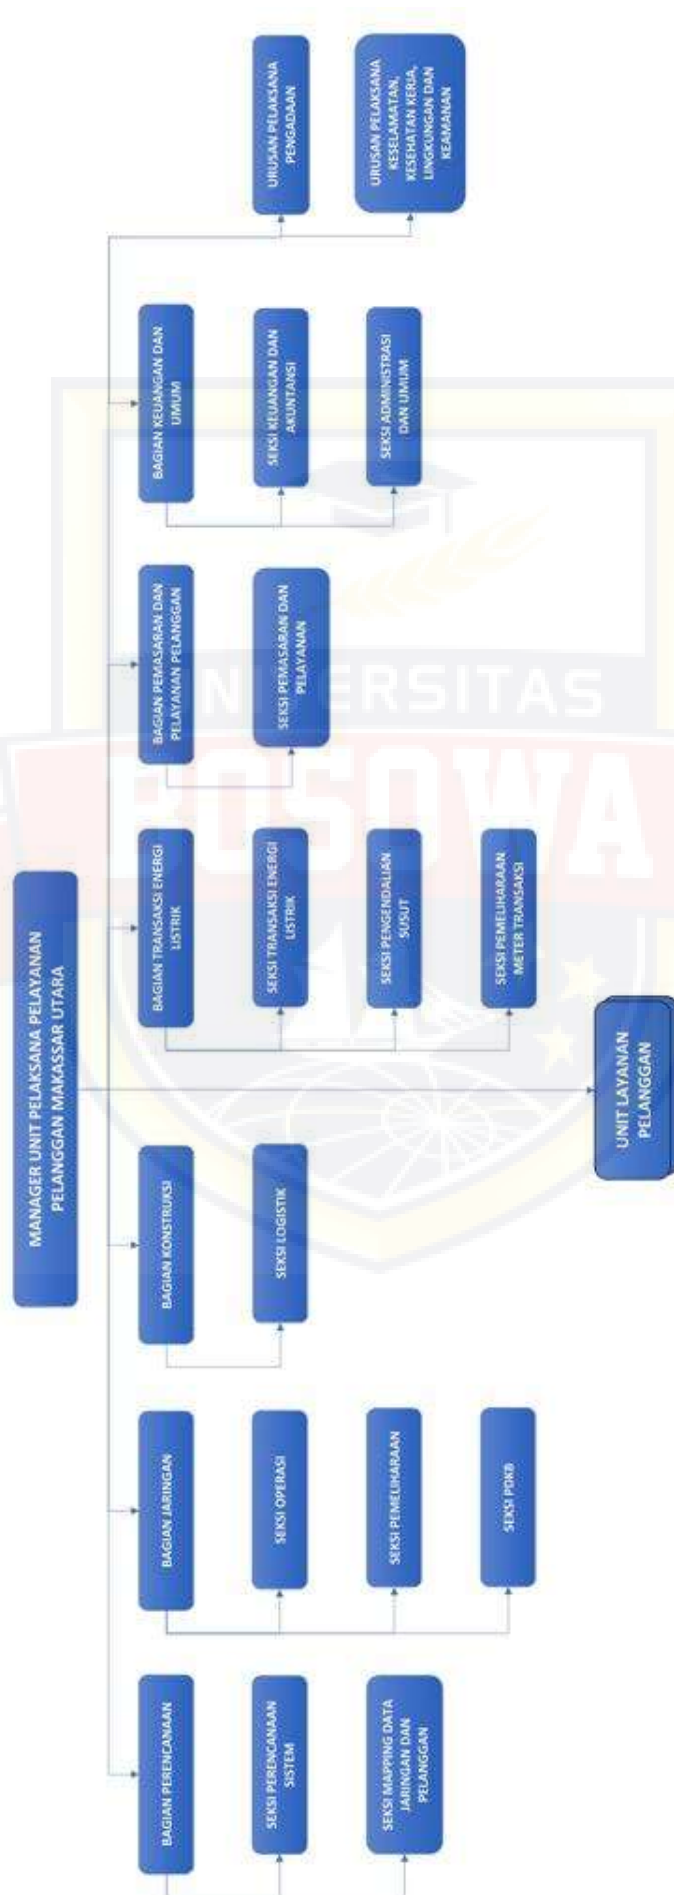 MANAGER UNIT PELAKSANA PELAYANAN
PELANGGAN MAKASSAR UTARA
BAGIAN PERENCANAAN
SEKSI PERENCANAAN
SISTEM
SEKSI MAPPING DATA
JARINGAN DAN
PELANGGAN
BAGIAN JARINGAN
SEKSI OPERASI
SEKSI PEMELIHARAAN
SEKSI PDKB
BAGIAN KONSTRUKSI
SEKSI LOGISTIK
BAGIAN TRANSAKSI ENERGI
LISTRIK
SEKSI TRANSAKSI ENERGI
LISTRIK
SEKSI PENGENDALIAN
SUSUT
SEKSI PEMELIHARAAN
METER TRANSAKSI
BAGIAN PEMASARAN DAN
PELAYANAN PELANGGAN
SEKSI PEMASARAN DAN
PELAYANAN
BAGIAN KEUANGAN DAN
UMUM
SEKSI KEUANGAN DAN
AKUNTANSI
SEKSI ADMINISTRASI
DAN UMUM
URUSAN PELAKSANA
PENGADAAN
URUSAN PELAKSANA
KESELAMATAN,
KESEHATAN KERJA,
LINGKUNGAN DAN
KEAMANAN
UNIT LAYANAN
PELANGGAN
UNIVERSITAS
BOSOWA